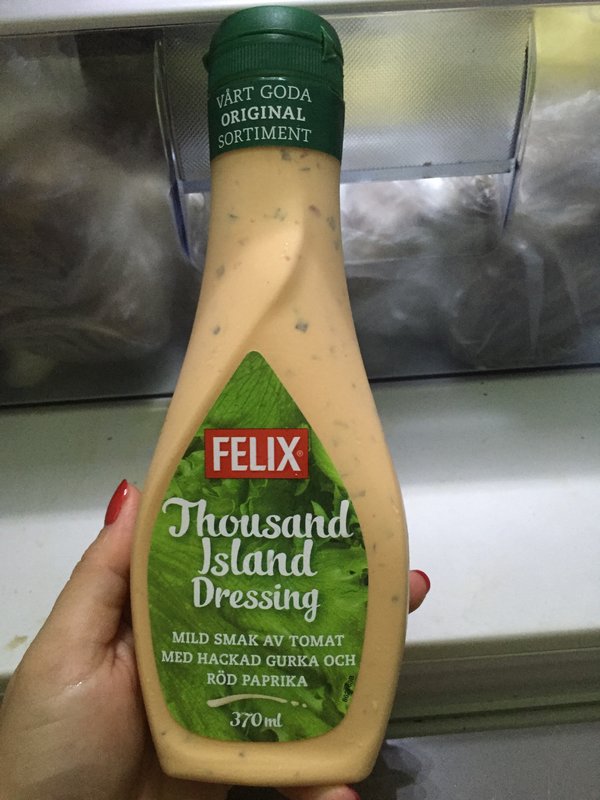 VÅRT GODA
ORIGINAL
SORTIMENT
FELIX®
Thousand
Island
Dressing
MILD SMAK AV TOMAT
MED HACKAD GURKA OCH
RÖD PAPRIKA
370 ml